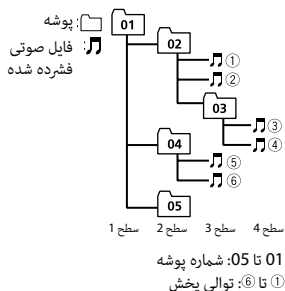 پوشه :
01
فایل صوتی :
فشرده شده
02
①
②
03
③
④
04
⑤
⑥
05
سطح 1 سطح 2 سطح 3 سطح 4
01 تا 05: شماره پوشه
① تا ⑥: توالی پخش